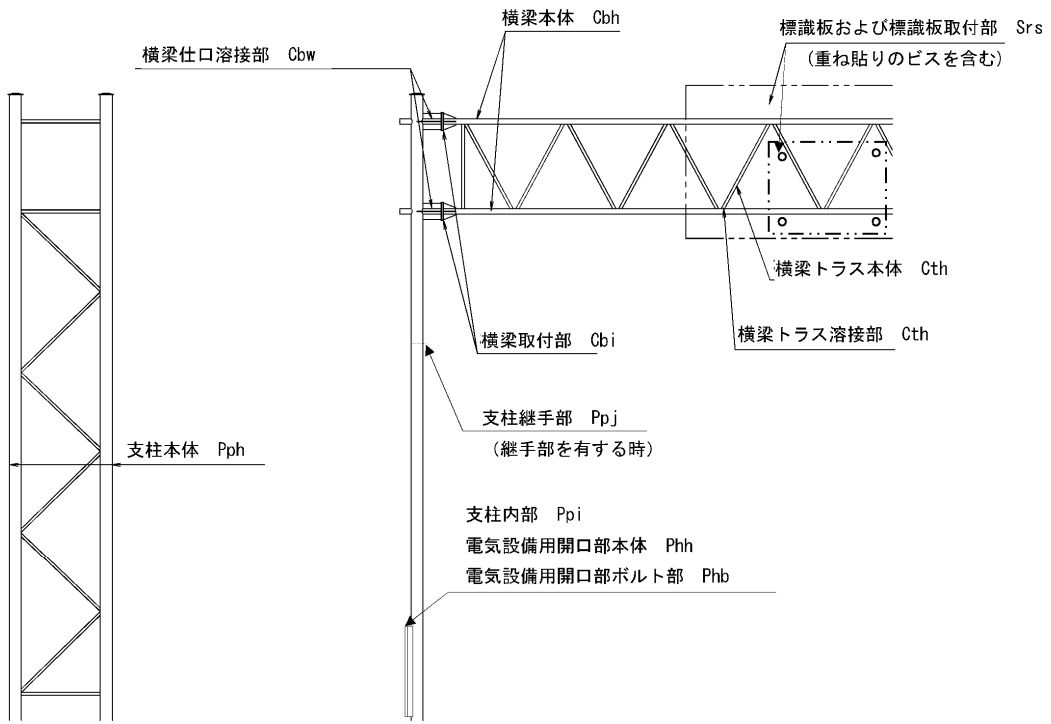 横梁本体 Cbh
標識板および標識板取付部 Srs
(重ね貼りのビスを含む)
横梁仕口溶接部 Cbw
横梁トラス本体 Cth
横梁トラス溶接部 Cth
横梁取付部 Cbi
支柱継手部 Ppj
(継手部を有する時)
支柱本体 Pph
支柱内部 Ppi
電気設備用開口部本体 Phh
電気設備用開口部ボルト部 Phb